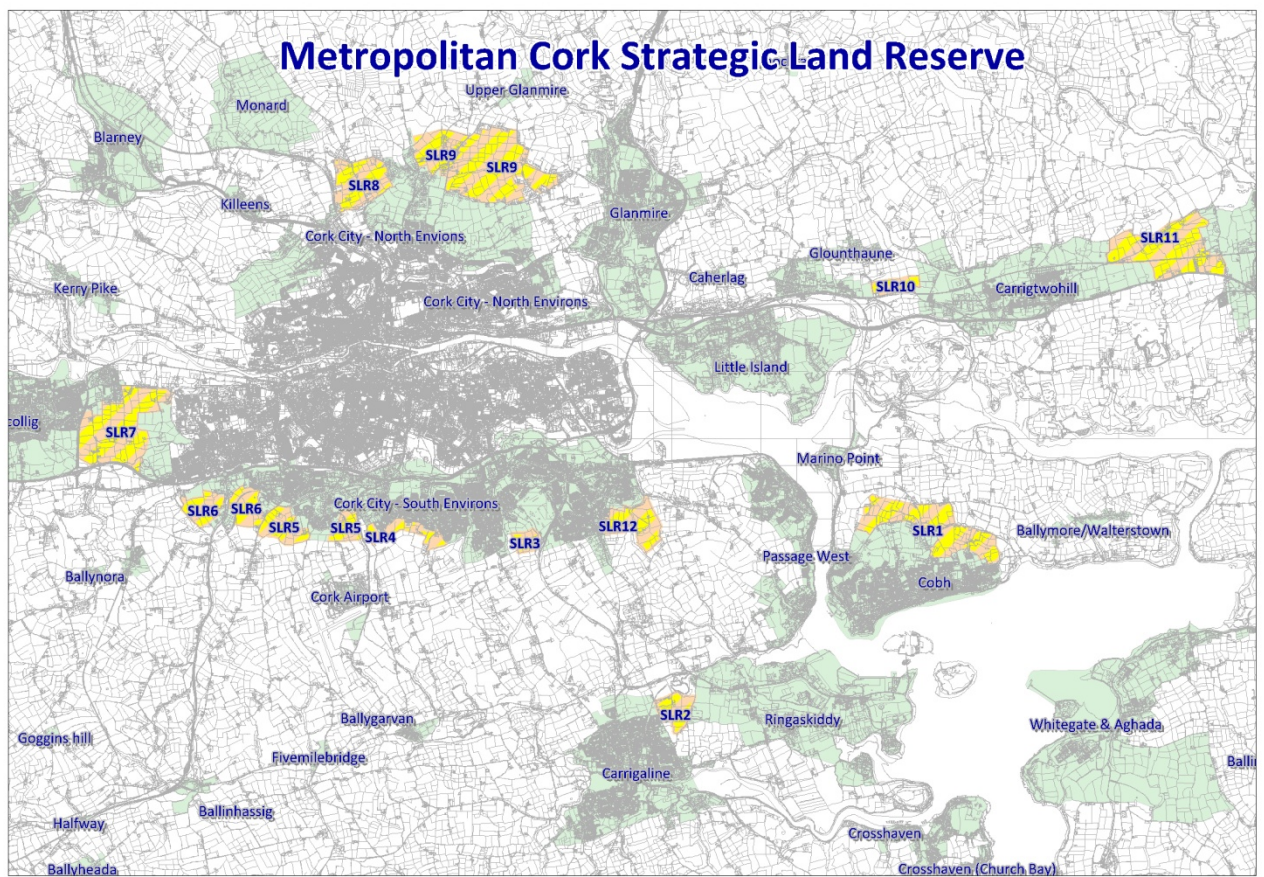 Metropolitan Cork Strategic Land Reserve
Upper Glanmire
Monard
Blarney
SLR9
SLR9
SLR8
Killeens
Glanmire
Cork City - North Envions
SLR11
Glounthaune
Caherlag
SLR10
Carrigtwohill
Kerry Pike
Cork City - North Environs
Little Island
collig
SLR7
Marino Point
SLR6
SLR6
Cork City - South Environs
SLR5
SLR5
SLR4
SLR12
SLR3
SLR1
Ballymore/Walterstown
Passage West
Ballynora
Cobh
Cork Airport
SLR2
Ballygarvan
Ringaskiddy
Whitegate & Aghada
Goggins hill
Fivemilebridge
Ballin
Carrigaline
Ballinhassig
Halfway
Crosshaven
Ballyheada
Crosshaven (Church Bay)